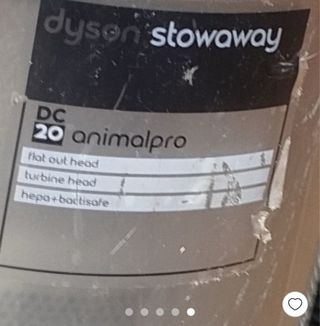 dyson stowaway
DC
20 animalpro
flat out head
turbine head
hepa+bactisafe